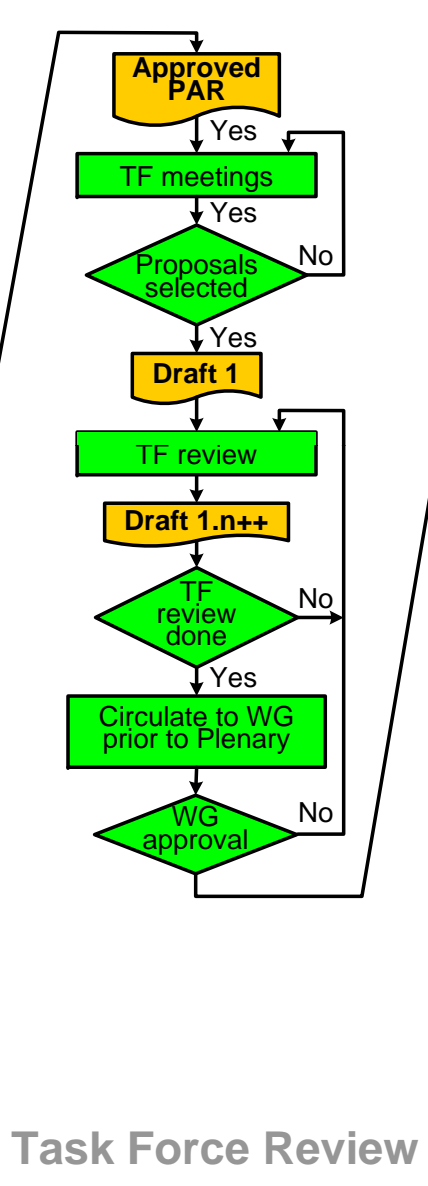 Approved
PAR
Yes
TF meetings
Yes
Proposals
selected
No
Yes
Draft 1
TF review
Draft 1.n++
TF
review
done
No
Yes
Circulate to WG
prior to Plenary
WG
approval
No
Task Force Review